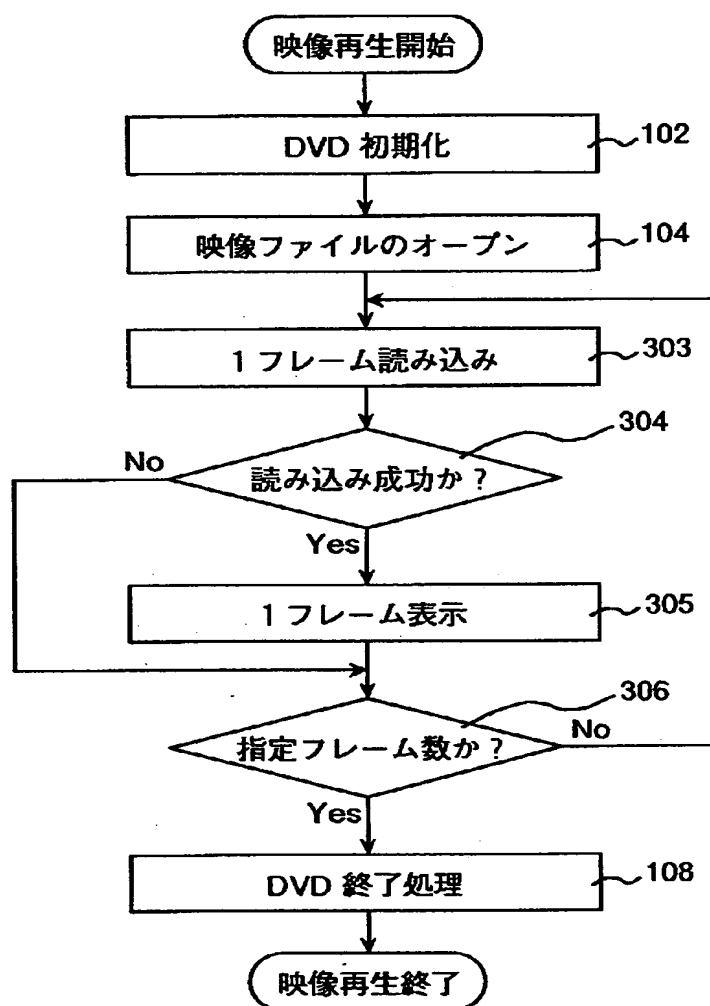 映像再生開始
DVD 初期化
102
映像ファイルのオープン
104
1 フレーム読み込み
303
304
No
読み込み成功か?
Yes
1 フレーム表示
305
306
指定フレーム数か?
No
Yes
DVD 終了処理
108
映像再生終了